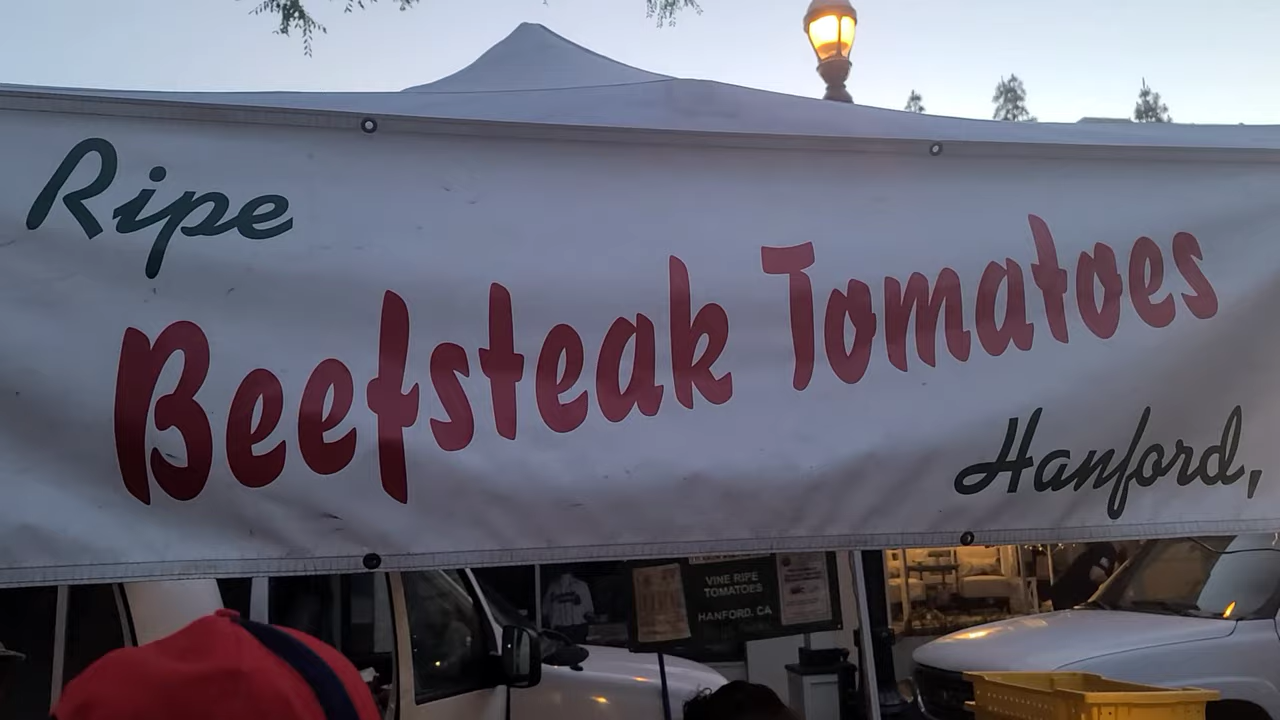 Ripe
Beefsteak Tomatoes
Hanford,
VINE RIPE
TOMATOES
HANFORD, CA